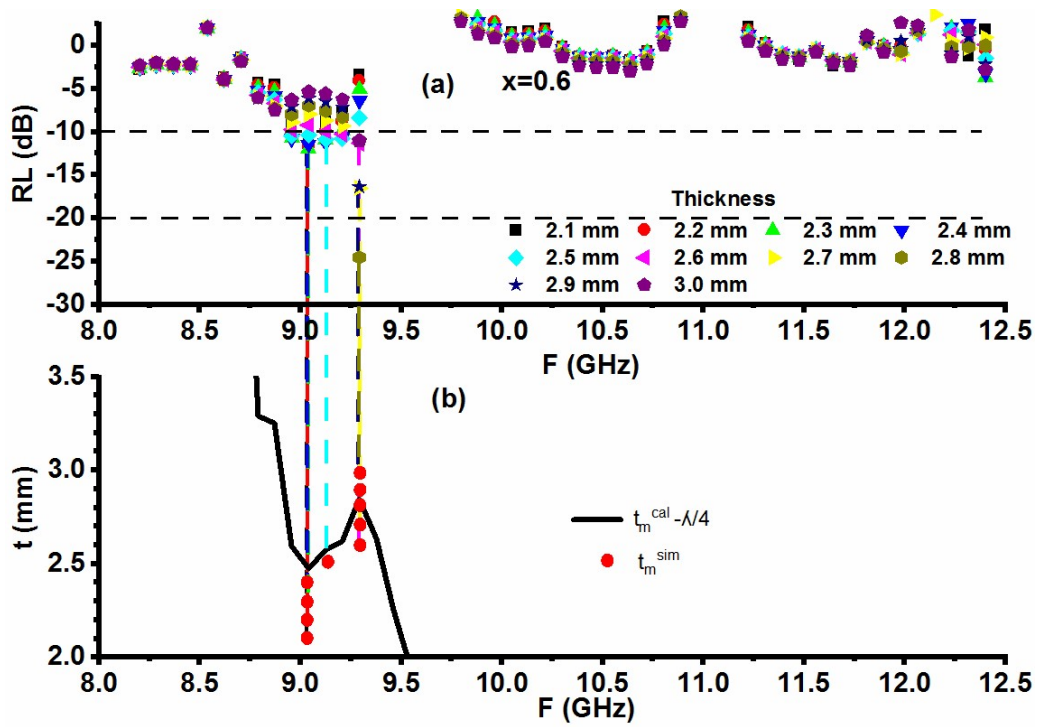 0
-5
-10
-15
-20
-25
-30
RL (dB)
(a)
x=0.6
Thickness
2.1 mm 2.2 mm 2.3 mm 2.4 mm
2.5 mm 2.6 mm 2.7 mm 2.8 mm
2.9 mm 3.0 mm
8.0 8.5 9.0 9.5 10.0 10.5 11.0 11.5 12.0 12.5
F (GHz)
3.5
3.0
2.5
2.0
t (mm)
(b)
t_m^cal -ʎ/4
t_m^sim
8.0 8.5 9.0 9.5 10.0 10.5 11.0 11.5 12.0 12.5
F (GHz)